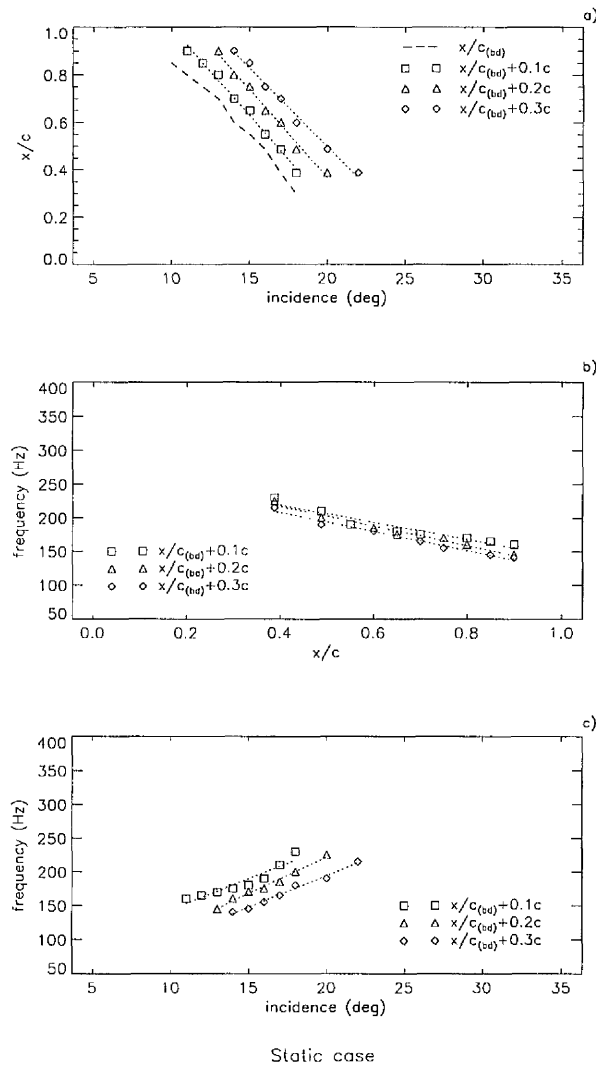 a)
1.0
0.8
0.6
0.4
0.2
0.0
x/c
x/c(bd)
x/c(bd)+0.1c
x/c(bd)+0.2c
x/c(bd)+0.3c
5 10 15 20 25 30 35
incidence (deg)
b)
400
350
300
250
200
150
100
50
frequency (Hz)
x/c(bd)+0.1c
x/c(bd)+0.2c
x/c(bd)+0.3c
0.0 0.2 0.4 0.6 0.8 1.0
x/c
c)
400
350
300
250
200
150
100
50
frequency (Hz)
x/c(bd)+0.1c
x/c(bd)+0.2c
x/c(bd)+0.3c
5 10 15 20 25 30 35
incidence (deg)
Static case